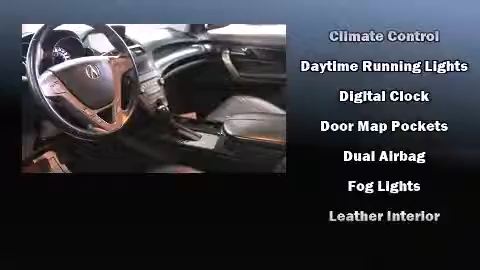 Climate Control
Daytime Running Lights
Digital Clock
Door Map Pockets
Dual Airbag
Fog Lights
Leather Interior